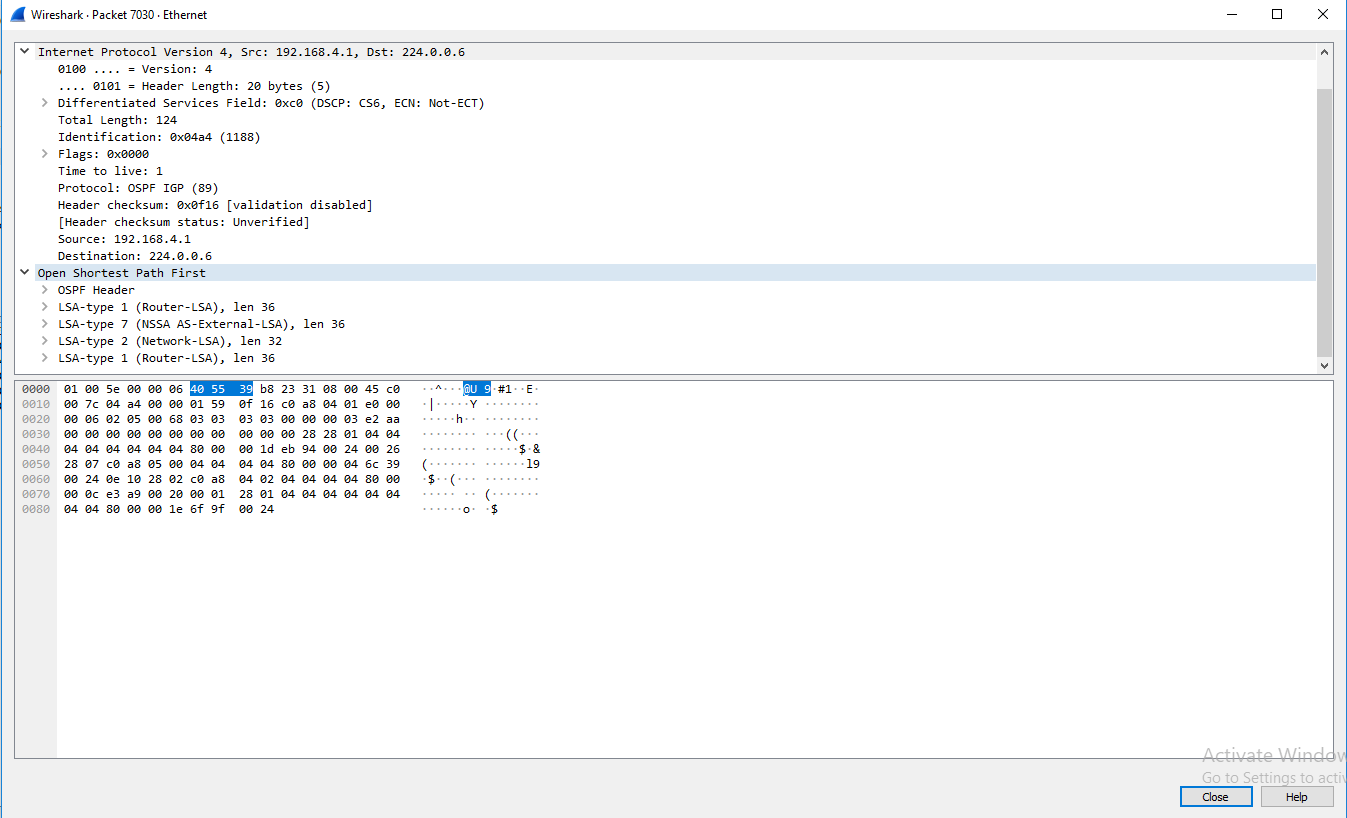 Wireshark · Packet 7030 · Ethernet
Internet Protocol Version 4, Src: 192.168.4.1, Dst: 224.0.0.6
0100 .... = Version: 4
.... 0101 = Header Length: 20 bytes (5)
Differentiated Services Field: 0xc0 (DSCP: CS6, ECN: Not-ECT)
Total Length: 124
Identification: 0x04a4 (1188)
Flags: 0x0000
Time to live: 1
Protocol: OSPF IGP (89)
Header checksum: 0x0f16 [validation disabled]
[Header checksum status: Unverified]
Source: 192.168.4.1
Destination: 224.0.0.6
Open Shortest Path First
OSPF Header
LSA-type 1 (Router-LSA), len 36
LSA-type 7 (NSSA AS-External-LSA), len 36
LSA-type 2 (Network-LSA), len 32
LSA-type 1 (Router-LSA), len 36
0000 01 00 5e 00 00 06 40 55 39 b8 23 31 08 00 45 c0 ··^···@U 9·#1··E·
0010 00 7c 04 a4 00 00 01 59 0f 16 c0 a8 04 01 e0 00 ·|·····Y ········
0020 00 06 02 05 00 68 03 03 03 03 00 00 00 03 e2 aa ·····h·· ········
0030 00 00 00 00 00 00 00 00 00 00 00 28 28 01 04 04 ········ ···((···
0040 04 04 04 04 04 04 80 00 00 1d eb 94 00 24 00 26 ········ ·····$·&
0050 28 07 c0 a8 05 00 04 04 04 04 80 00 00 04 6c 39 (······· ······l9
0060 00 24 0e 10 28 02 c0 a8 04 02 04 04 04 04 80 00 ·$··(··· ········
0070 00 0c e3 a9 00 20 00 01 28 01 04 04 04 04 04 04 ····· ·· (·······
0080 04 04 80 00 00 1e 6f 9f 00 24 ······o· ·$
Activate Window
Go to Settings to activ
Close
Help